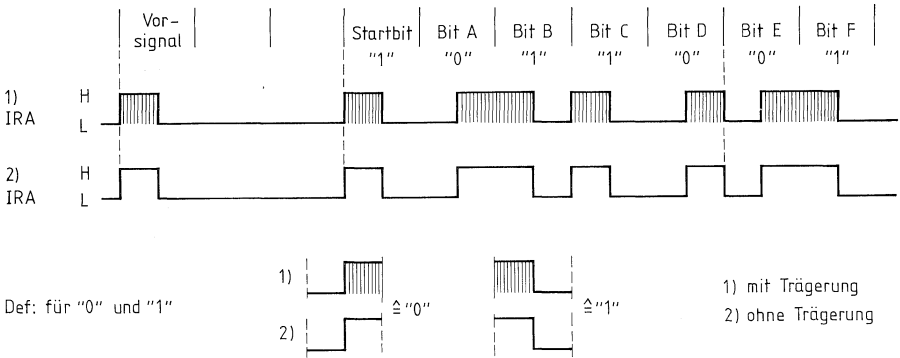 Vor-
signal
Startbit Bit A Bit B Bit C Bit D Bit E Bit F
"1" "0" "1" "1" "0" "0" "1"
1) H
IRA L
2) H
IRA L
1)
Def: für "0" und "1" ≙ "0" ≙ "1" 1) mit Trägerung
2) 2) ohne Trägerung